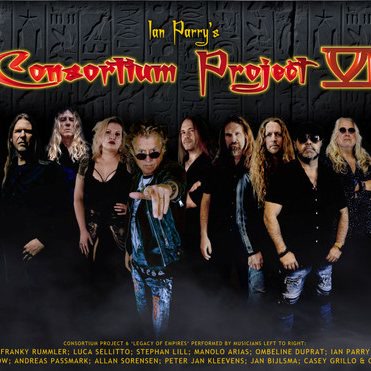 Ian Parry's
Consortium Project VI
CONSORTIUM PROJECT 6 'LEGACY OF EMPIRES' PERFORMED BY MUSICIANS LEFT TO RIGHT:
FRANKY RUMMLER; LUCA SELLITTO; STEPHAN LILL; MANOLO ARIAS; OMBELINE DUPRAT; IAN PARRY
OW; ANDREAS PASSMARK; ALLAN SORENSEN; PETER JAN KLEEVENS; JAN BIJLSMA; CASEY GRILLO &